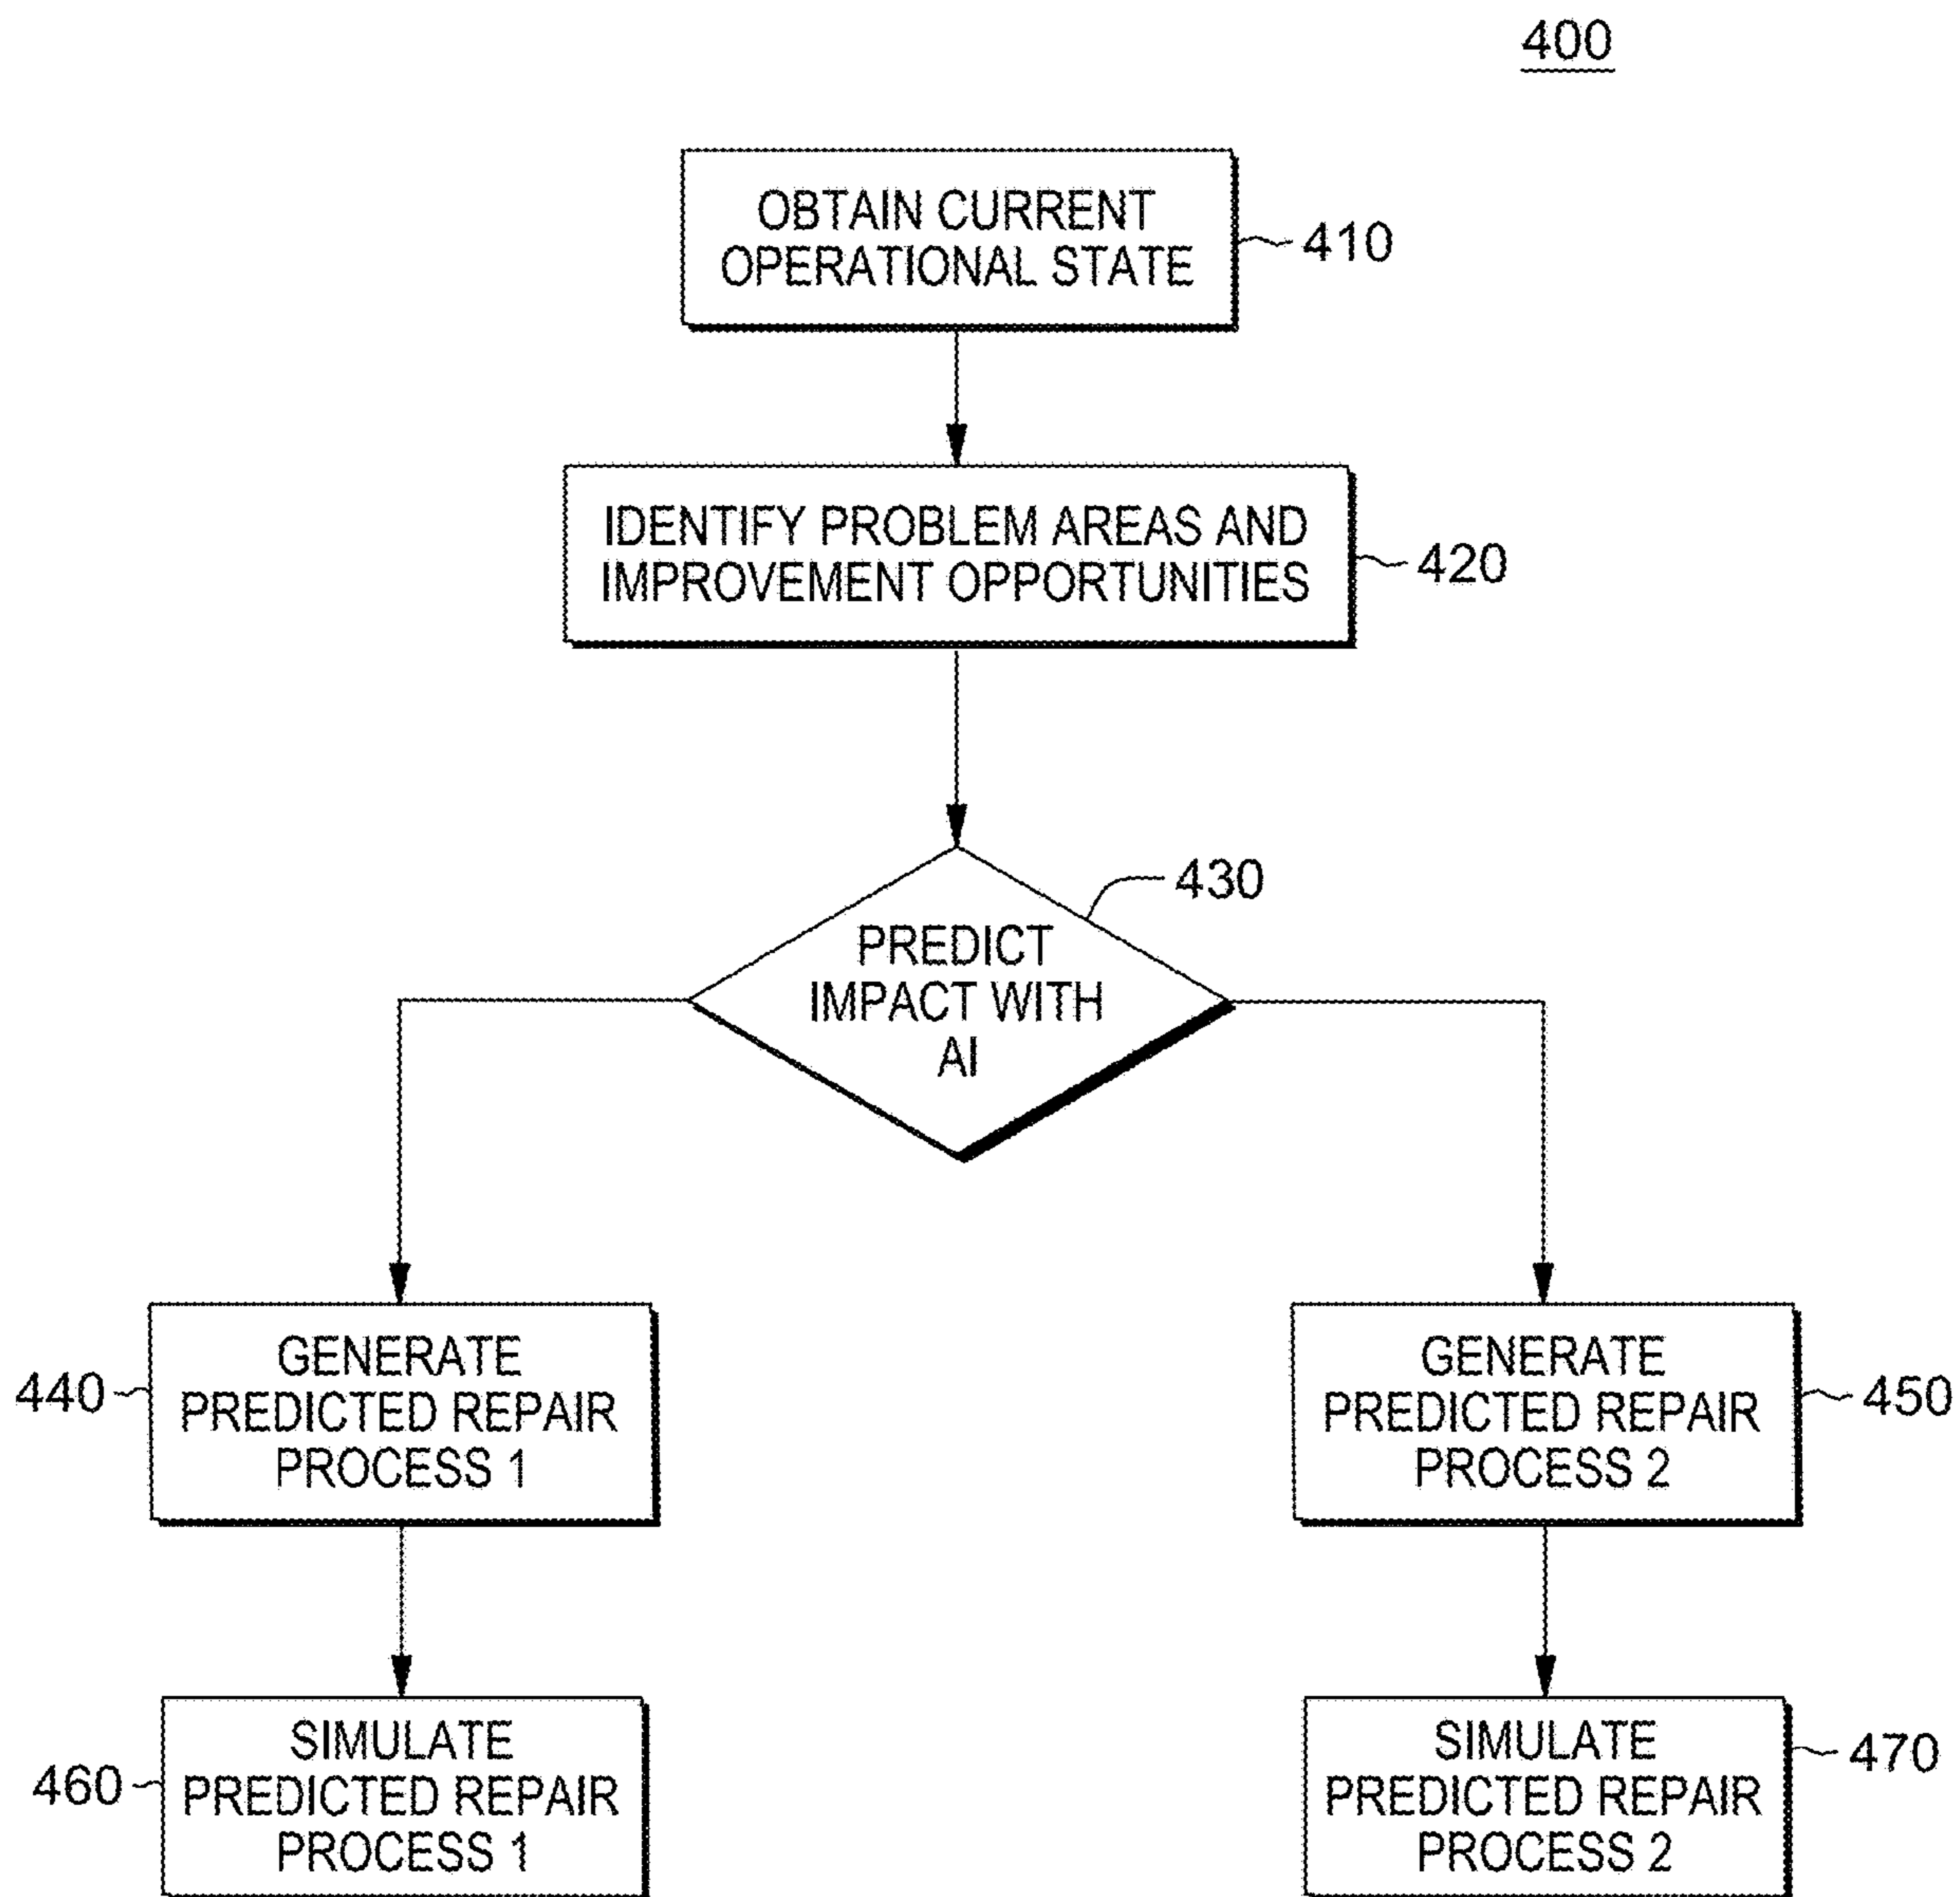 400
OBTAIN CURRENT
OPERATIONAL STATE
410
IDENTIFY PROBLEM AREAS AND
IMPROVEMENT OPPORTUNITIES
420
430
PREDICT
IMPACT WITH
AI
440
GENERATE
PREDICTED REPAIR
PROCESS 1
GENERATE
PREDICTED REPAIR
PROCESS 2
450
460
SIMULATE
PREDICTED REPAIR
PROCESS 1
SIMULATE
PREDICTED REPAIR
PROCESS 2
470